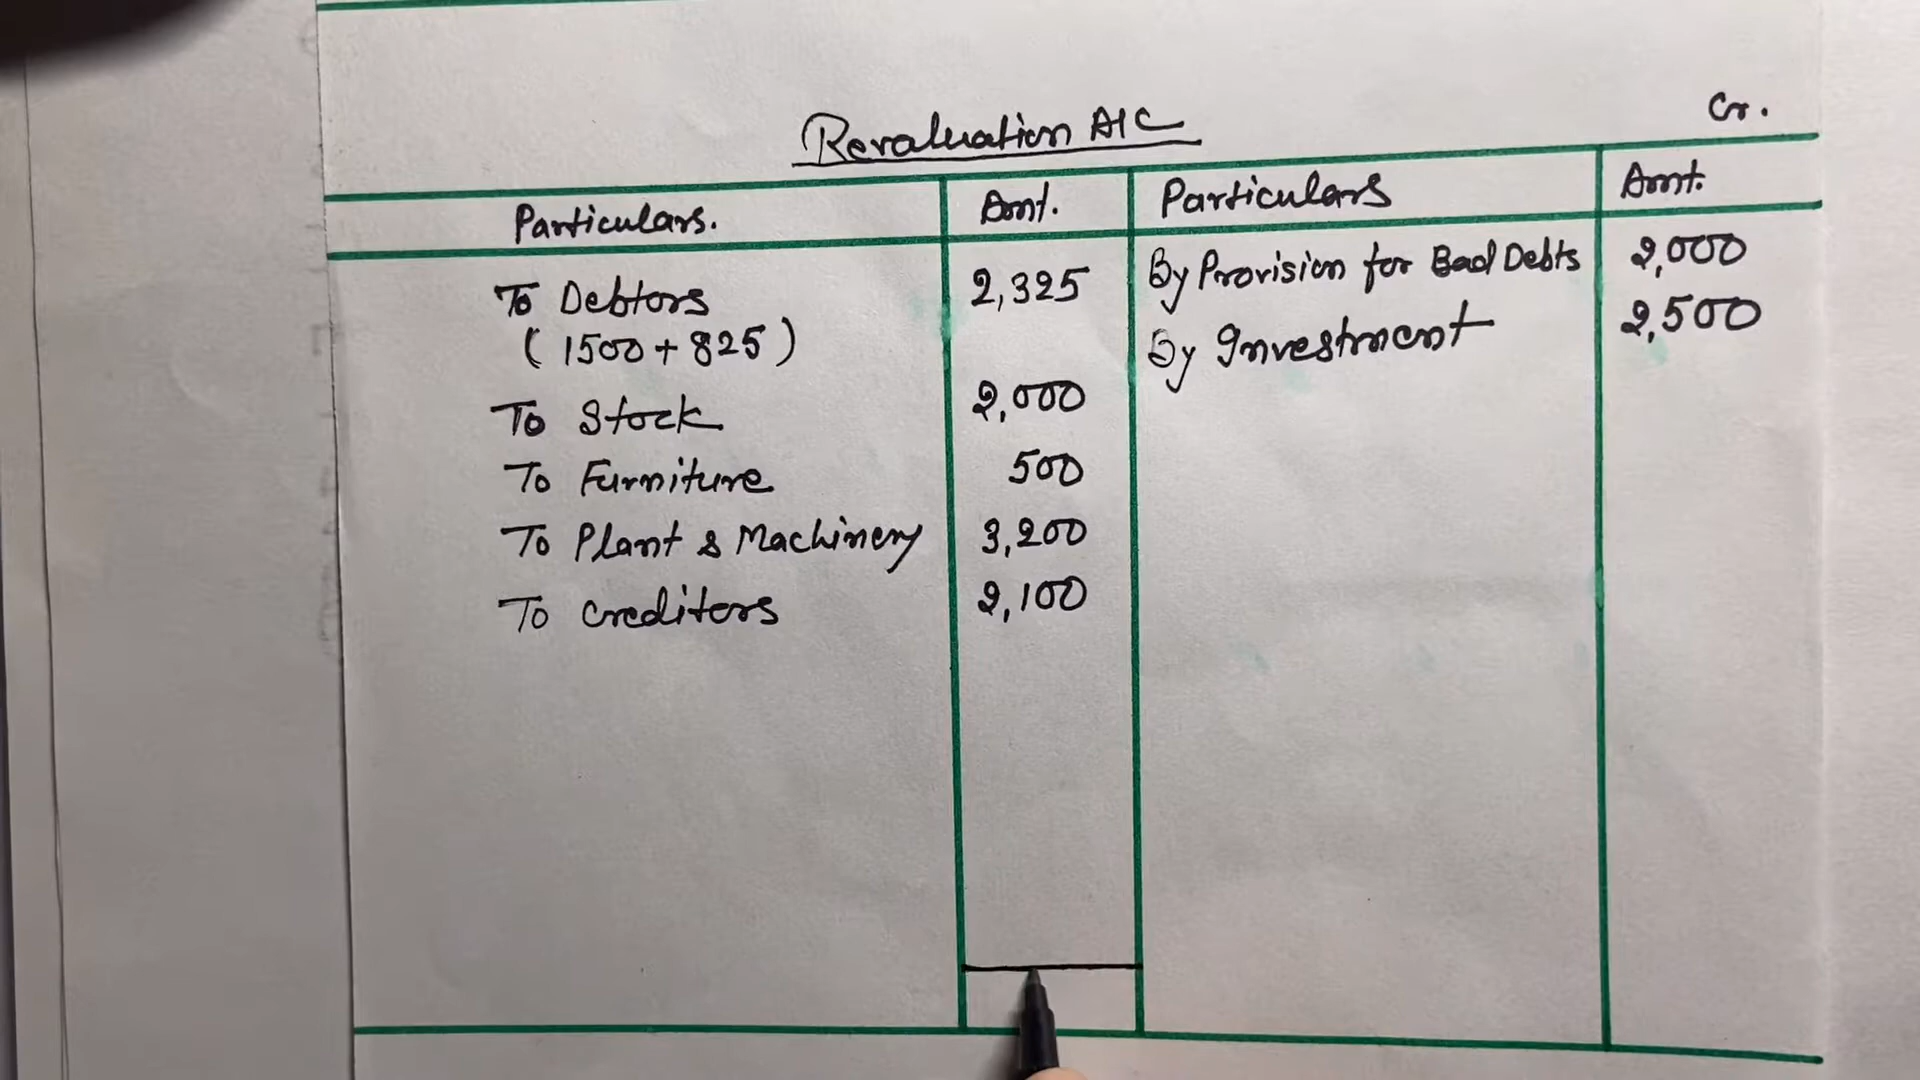 Revaluation A/C
Cr.
Particulars. Amt. Particulars Amt.
To Debtors 2,325 By Provision for Bad Debts 2,000
(1500 + 825) By Investment 2,500
To Stock 2,000
To Furniture 500
To Plant & Machinery 3,200
To Creditors 2,100